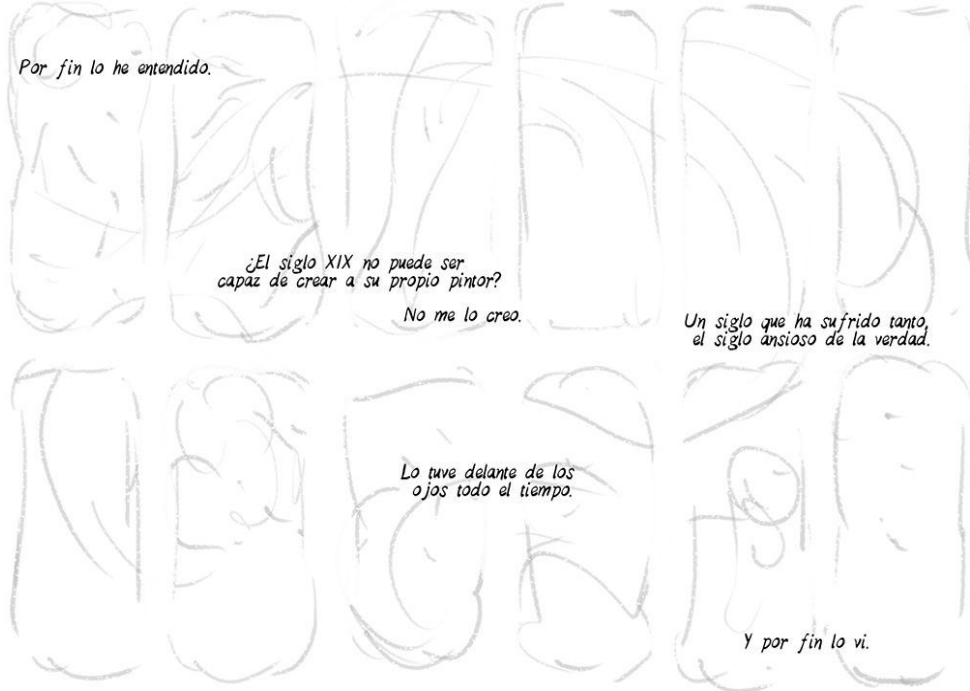 Por fin lo he entendido.
¿El siglo XIX no puede ser
capaz de crear a su propio pintor?
No me lo creo.
Un siglo que ha sufrido tanto,
el siglo ansioso de la verdad.
Lo tuve delante de los
ojos todo el tiempo.
Y por fin lo vi.